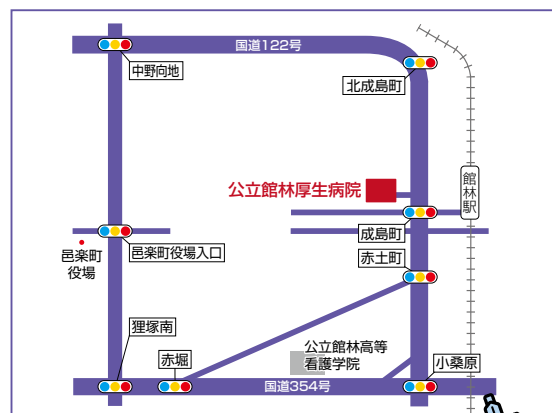 国道122号
中野向地
北成島町
公立館林厚生病院
館林駅
成島町
邑楽町役場入口
邑楽町
役場
赤土町
狸塚南
赤堀
公立館林高等
看護学院
小桑原
国道354号